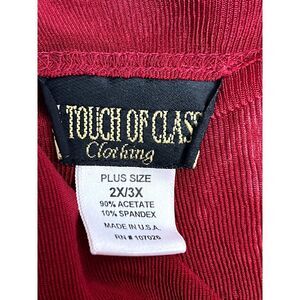 TOUCH OF CLASS
Clothing
PLUS SIZE
2X/3X
90% ACETATE
10% SPANDEX
MADE IN U.S.A.
RN # 107026